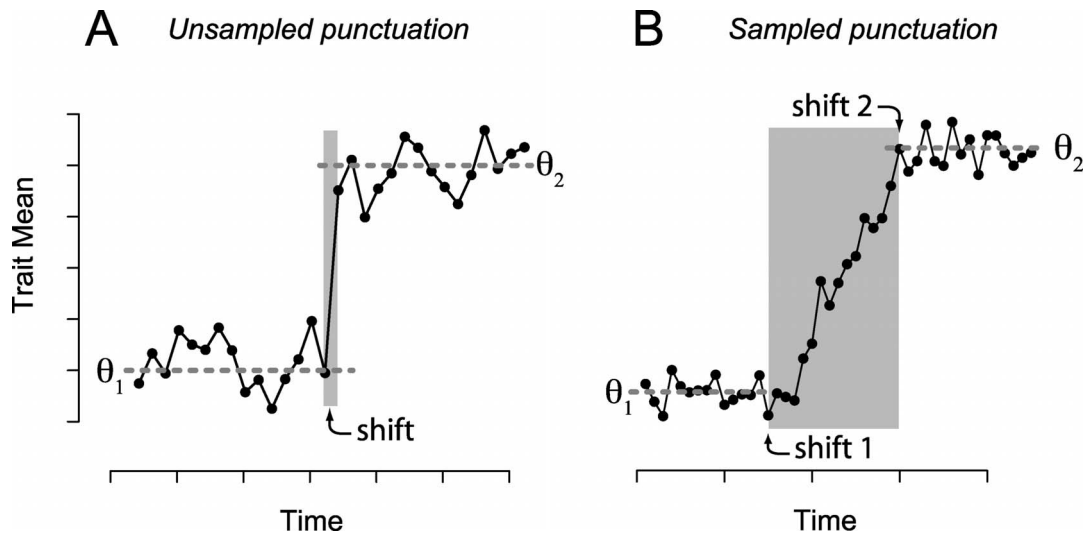 A Unsampled punctuation
B Sampled punctuation
Trait Mean
θ1
θ2
shift
Time
shift 2
θ2
θ1
shift 1
Time